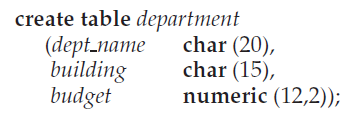 create table department
(dept_name char (20),
building char (15),
budget numeric (12,2));